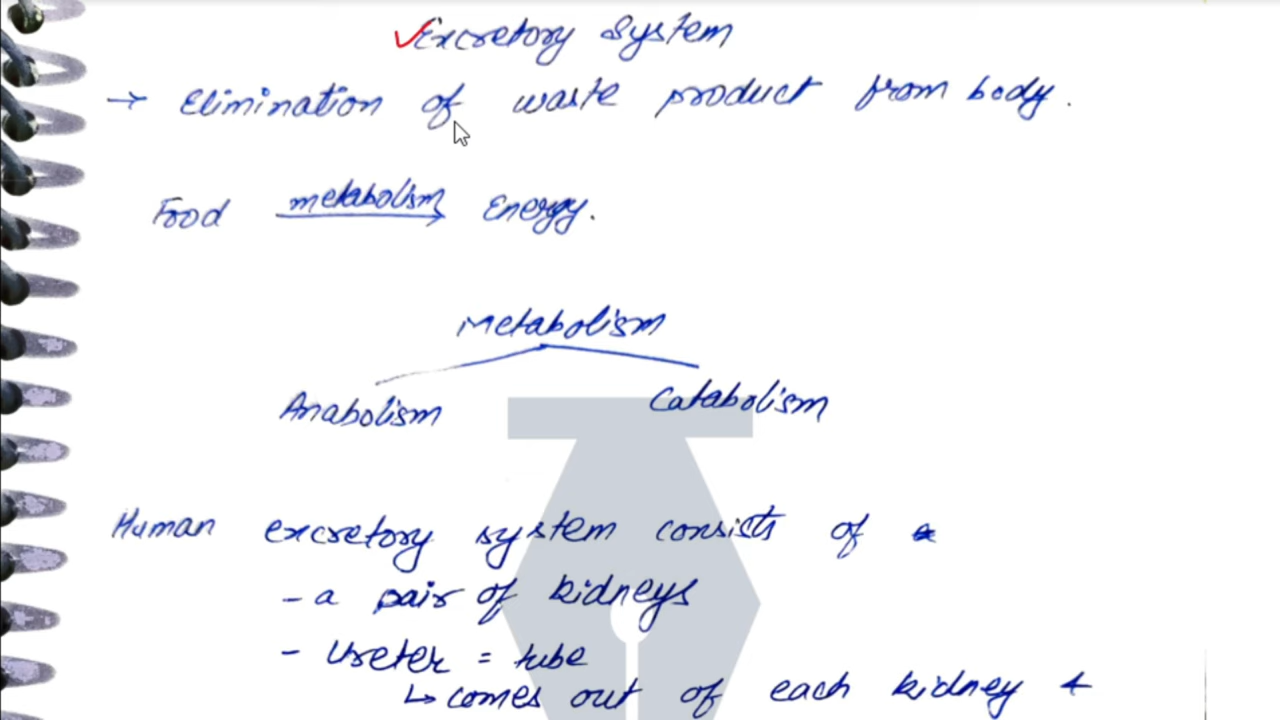 Excretory System
→ Elimination of waste product from body.
Food metabolism Energy.
Metabolism
Anabolism Catabolism
Human excretory system consists of
- a pair of kidneys
- Ureter = tube
↳ comes out of each kidney &